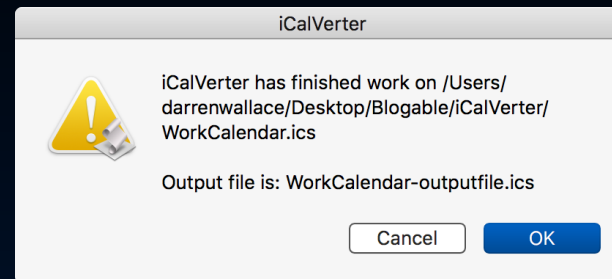 iCalVerter
iCalVerter has finished work on /Users/
darrenwallace/Desktop/Blogable/iCalVerter/
WorkCalendar.ics
Output file is: WorkCalendar-outputfile.ics
Cancel
OK